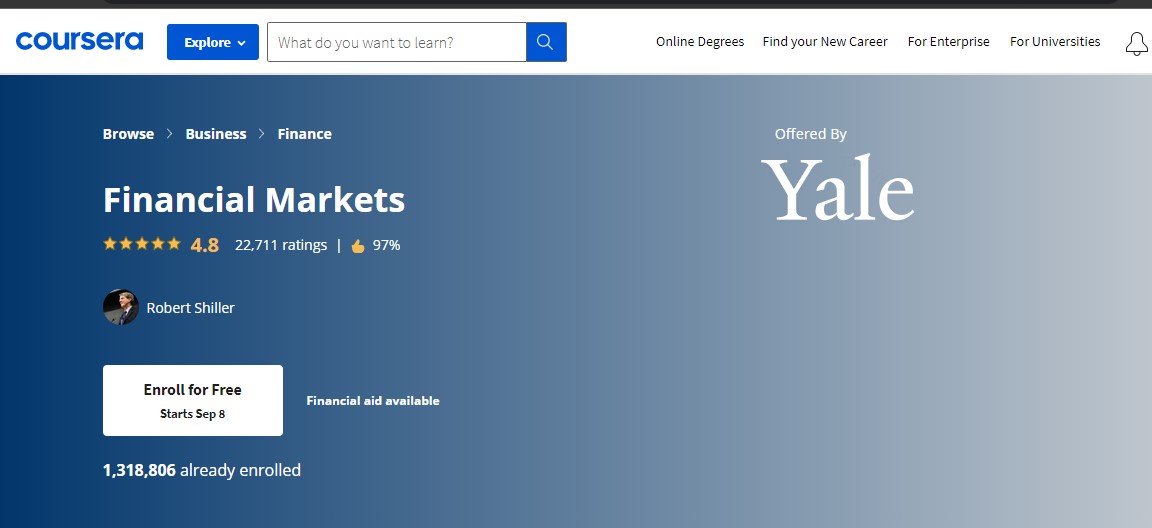 coursera
Explore
What do you want to learn?
Online Degrees
Find your New Career
For Enterprise
For Universities
Browse > Business > Finance
Offered By
Yale
Financial Markets
4.8 22,711 ratings | 97%
Robert Shiller
Enroll for Free
Starts Sep 8
Financial aid available
1,318,806 already enrolled